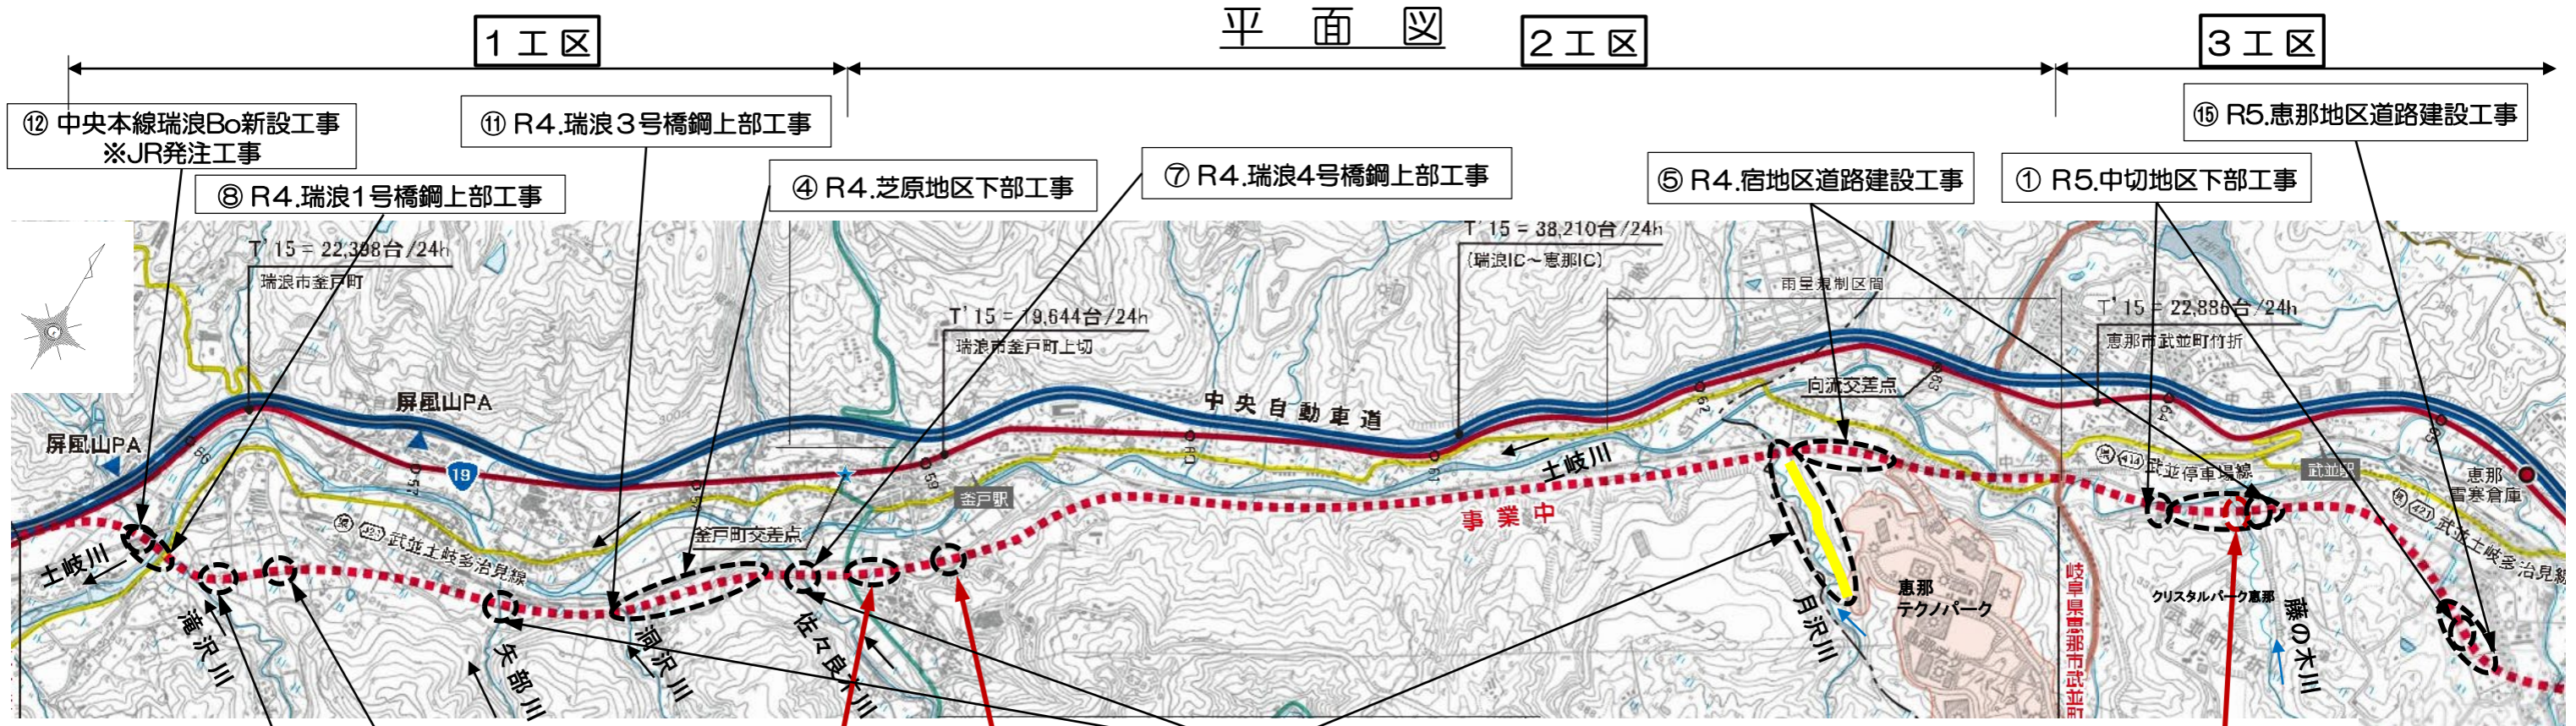 平面図
1工区
2工区
3工区
⑫ 中央本線瑞浪Bo新設工事
※JR発注工事
⑪ R4.瑞浪3号橋鋼上部工事
⑮ R5.恵那地区道路建設工事
⑧ R4.瑞浪1号橋鋼上部工事
④ R4.芝原地区下部工事
⑦ R4.瑞浪4号橋鋼上部工事
⑤ R4.宿地区道路建設工事
① R5.中切地区下部工事
T'15 = 22,398台/24h
瑞浪市釜戸町
T'15 = 19,644台/24h
瑞浪市釜戸町上切
T'15 = 38,210台/24h
(瑞浪IC~恵那IC)
雨量規制区間
T'15 = 22,886台/24h
恵那市武並町竹折
屏風山PA
屏風山PA
19
中央自動車道
向流交差点
土岐川
土岐川
武並土岐多治見線
釜戸町交差点
釜戸駅
事業中
武並停車場線
武並駅
恵那
雪寒倉庫
武並土岐多治見線
滝沢川
矢部川
洞沢川
佐々良木川
月沢川
恵那
テクノパーク
岐阜県恵那市武並町
クリスタルパーク恵那
藤の木川